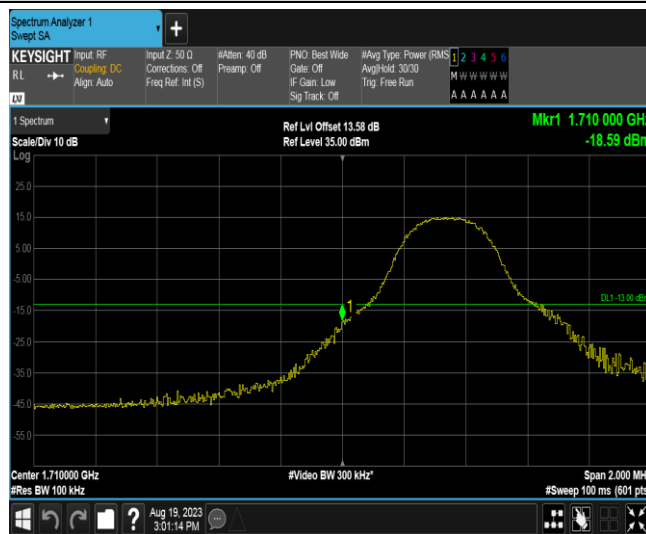 Spectrum Analyzer 1
Swept SA
+
KEYSIGHT
RL
LXI
Input: RF
Coupling: DC
Align: Auto
Input Z: 50 Ω
Corrections: Off
Freq Ref: Int (S)
#Atten: 40 dB
Preamp: Off
PNO: Best Wide
Gate: Off
IF Gain: Low
Sig Track: Off
#Avg Type: Power (RMS
Avg|Hold: 30/30
Trig: Free Run
1 2 3 4 5 6
M W W W W W
A A A A A A
1 Spectrum
Scale/Div 10 dB
Log
Ref Lvl Offset 13.58 dB
Ref Level 35.00 dBm
Mkr1 1.710 000 GHz
-18.59 dBm
25.0
15.0
5.00
-5.00
-15.0
-25.0
-35.0
-45.0
-55.0
1
DL1 -13.00 dBm
Center 1.710000 GHz
#Res BW 100 kHz
#Video BW 300 kHz*
Span 2.000 MH
#Sweep 100 ms (601 pts
?
Aug 19, 2023
3:01:14 PM